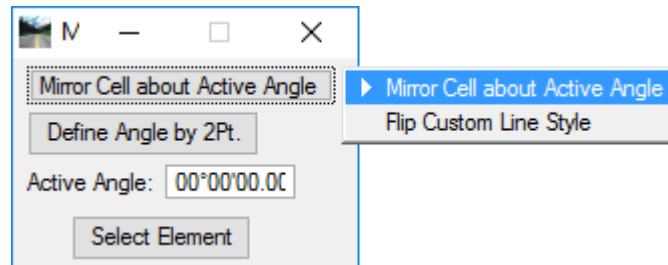 M
Mirror Cell about Active Angle
Mirror Cell about Active Angle
Flip Custom Line Style
Define Angle by 2Pt.
Active Angle: 00°00'00.00
Select Element